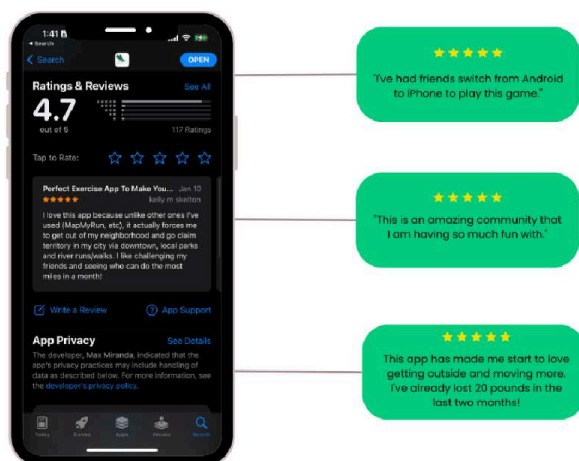 1:41
Search
Search
OPEN
Ratings & Reviews
See All
4.7
out of 5
117 Ratings
Tap to Rate:
Perfect Exercise App To Make You...
Jan 10
kelly m skelton
I love this app because unlike other ones I've
used (MapMyRun, etc), it actually forces me
to get out of my neighborhood and go claim
territory in my city via downtown, local parks
and river runs/walks. I like challenging my
friends and seeing who can do the most
miles in a month!
Write a Review
App Support
App Privacy
See Details
The developer, Max Miranda, indicated that the
app's privacy practices may include handling of
data as described below. For more information, see
the developer's privacy policy.
Today
Games
Apps
Arcade
Search
"I've had friends switch from Android
to iPhone to play this game."
"This is an amazing community that
I am having so much fun with."
This app has made me start to love
getting outside and moving more.
I've already lost 20 pounds in the
last two months!